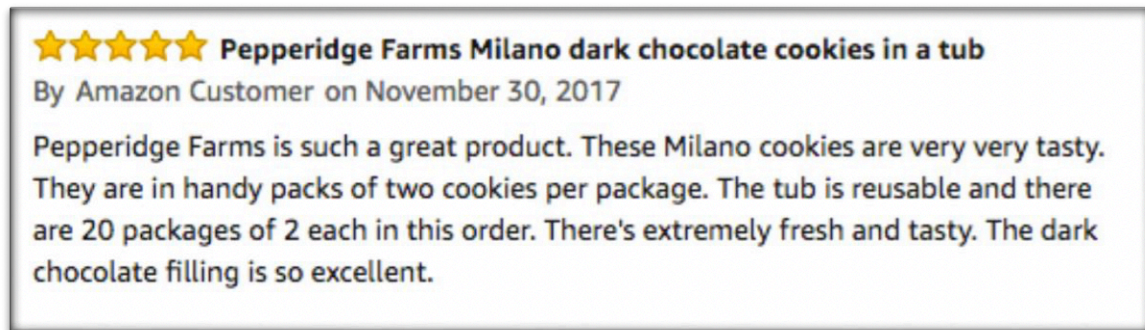 Pepperidge Farms Milano dark chocolate cookies in a tub
By Amazon Customer on November 30, 2017
Pepperidge Farms is such a great product. These Milano cookies are very very tasty.
They are in handy packs of two cookies per package. The tub is reusable and there
are 20 packages of 2 each in this order. There's extremely fresh and tasty. The dark
chocolate filling is so excellent.